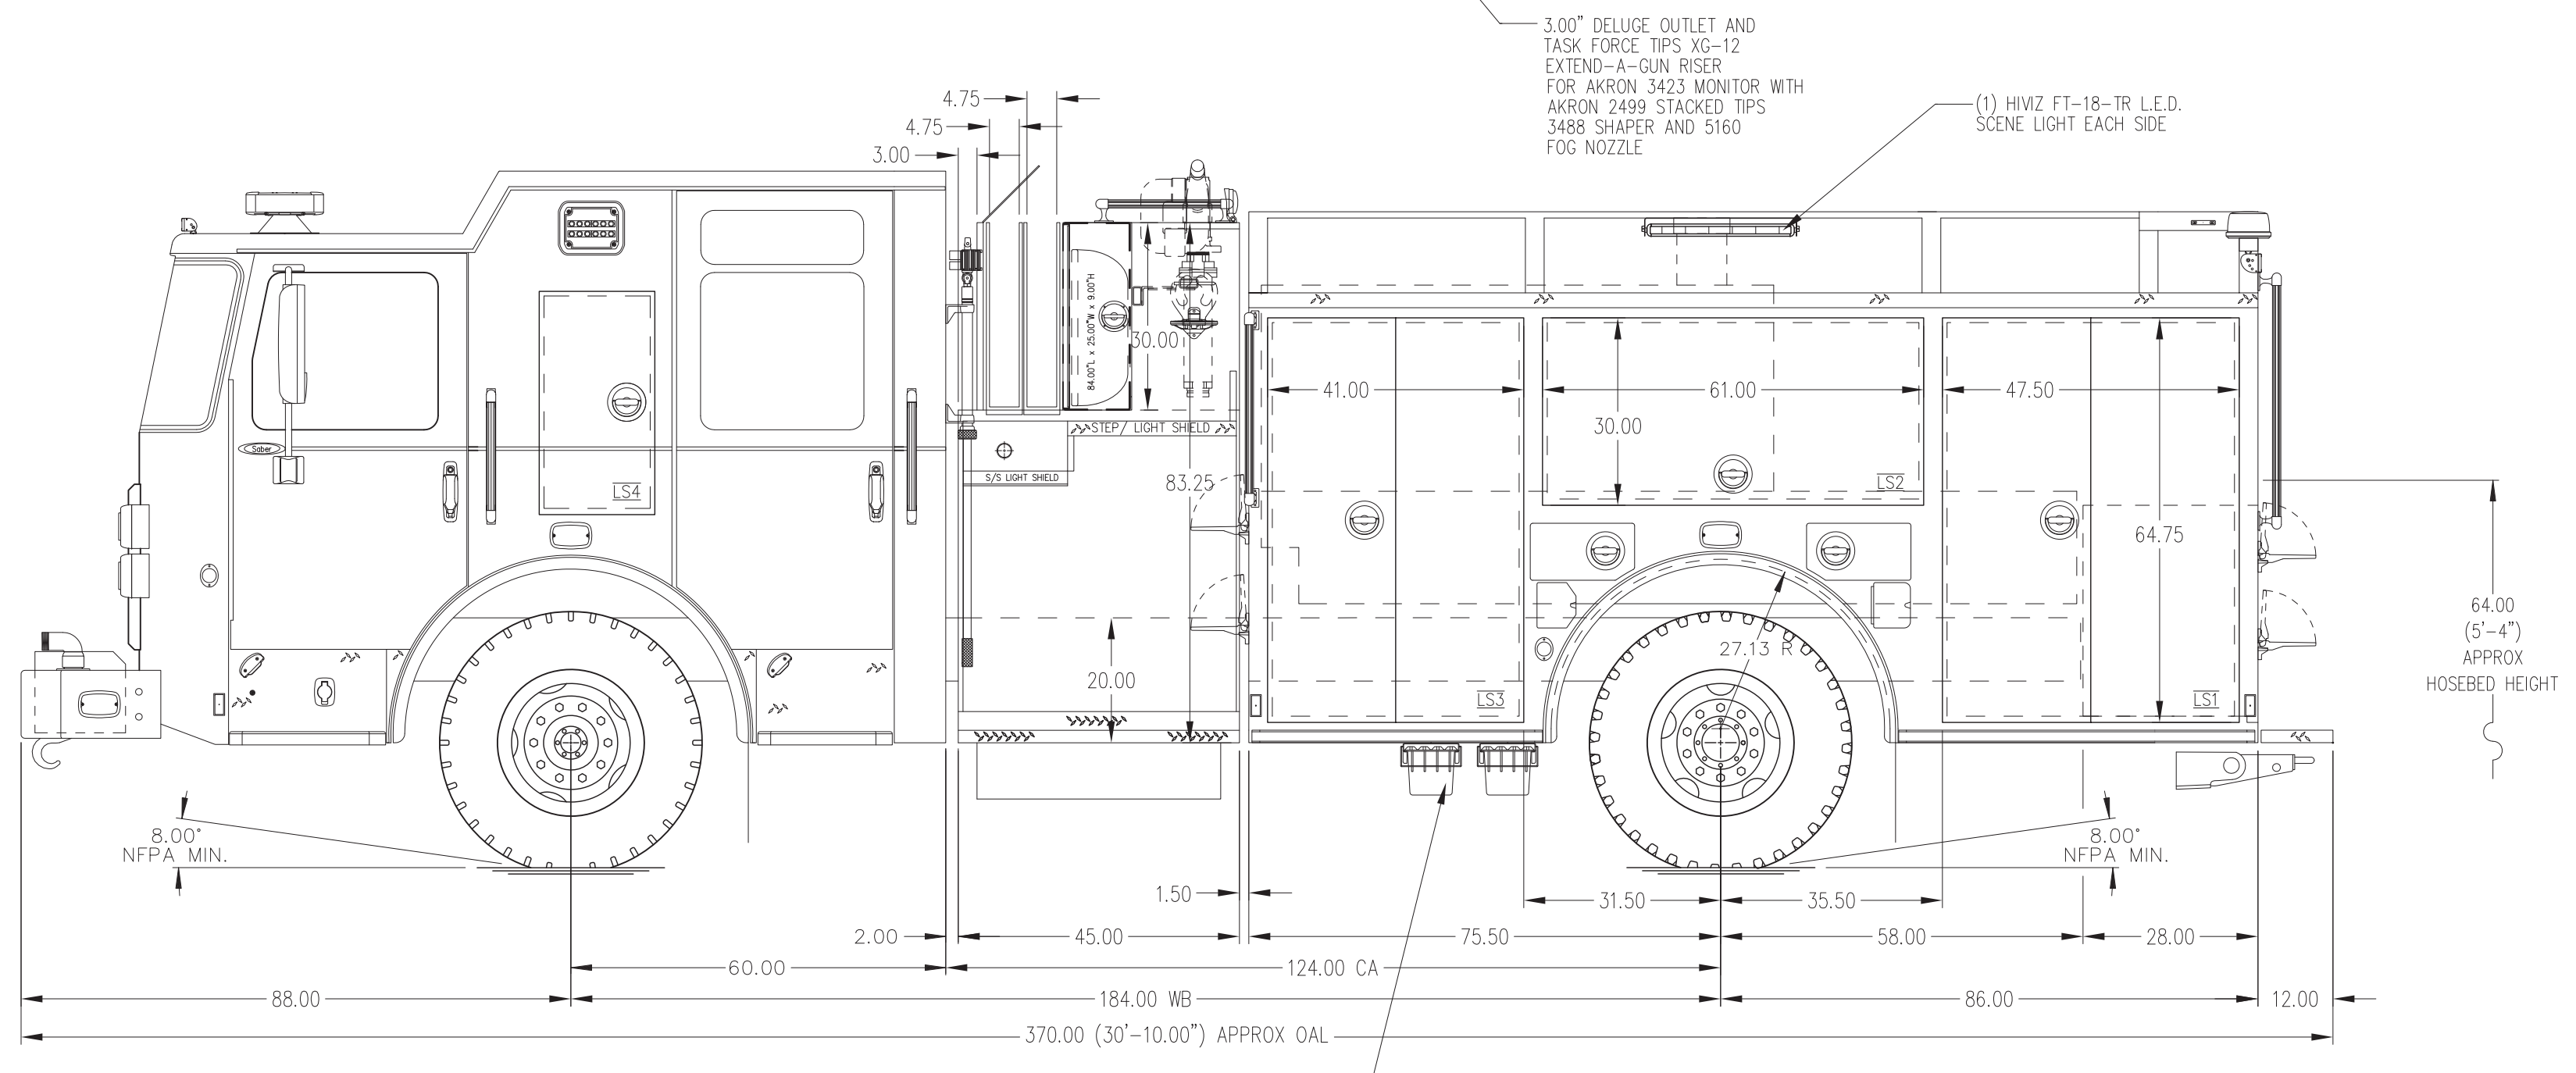 3.00" DELUGE OUTLET AND
TASK FORCE TIPS XG-12
EXTEND-A-GUN RISER
FOR AKRON 3423 MONITOR WITH
AKRON 2499 STACKED TIPS
3488 SHAPER AND 5160
FOG NOZZLE
(1) HIVIZ FT-18-TR L.E.D.
SCENE LIGHT EACH SIDE
4.75
4.75
3.00
84.00"L x 25.00"W x 9.00"H
30.00
41.00
61.00
47.50
30.00
STEP/ LIGHT SHIELD
Saber
S/S LIGHT SHIELD
LS4
83.25
LS2
64.75
64.00
(5'-4")
APPROX
HOSEBED HEIGHT
27.13 R
20.00
LS3
LS1
8.00°
NFPA MIN.
8.00°
NFPA MIN.
1.50
31.50
35.50
2.00
45.00
75.50
58.00
28.00
60.00
124.00 CA
88.00
184.00 WB
86.00
12.00
370.00 (30'-10.00") APPROX OAL